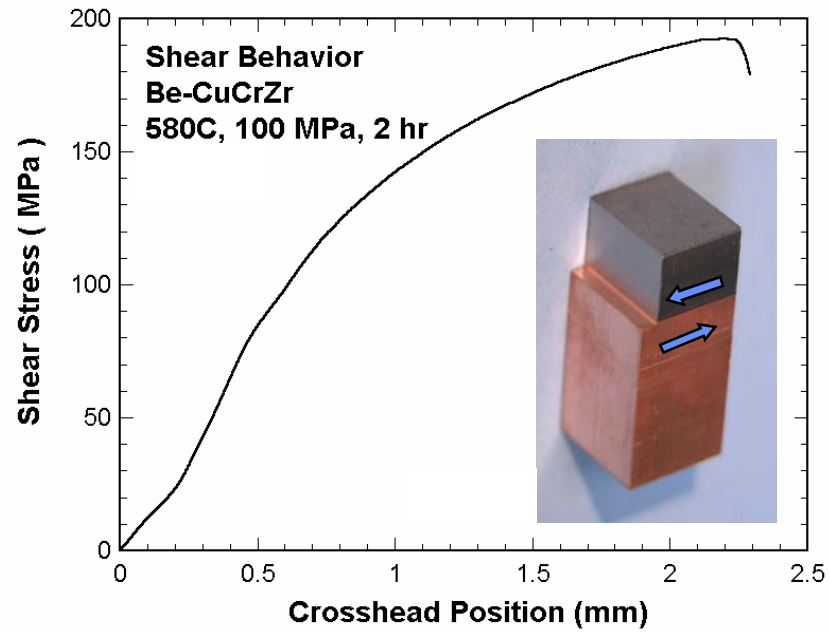 200
150
100
50
0
Shear Stress ( MPa )
Shear Behavior
Be-CuCrZr
580C, 100 MPa, 2 hr
0 0.5 1 1.5 2 2.5
Crosshead Position (mm)